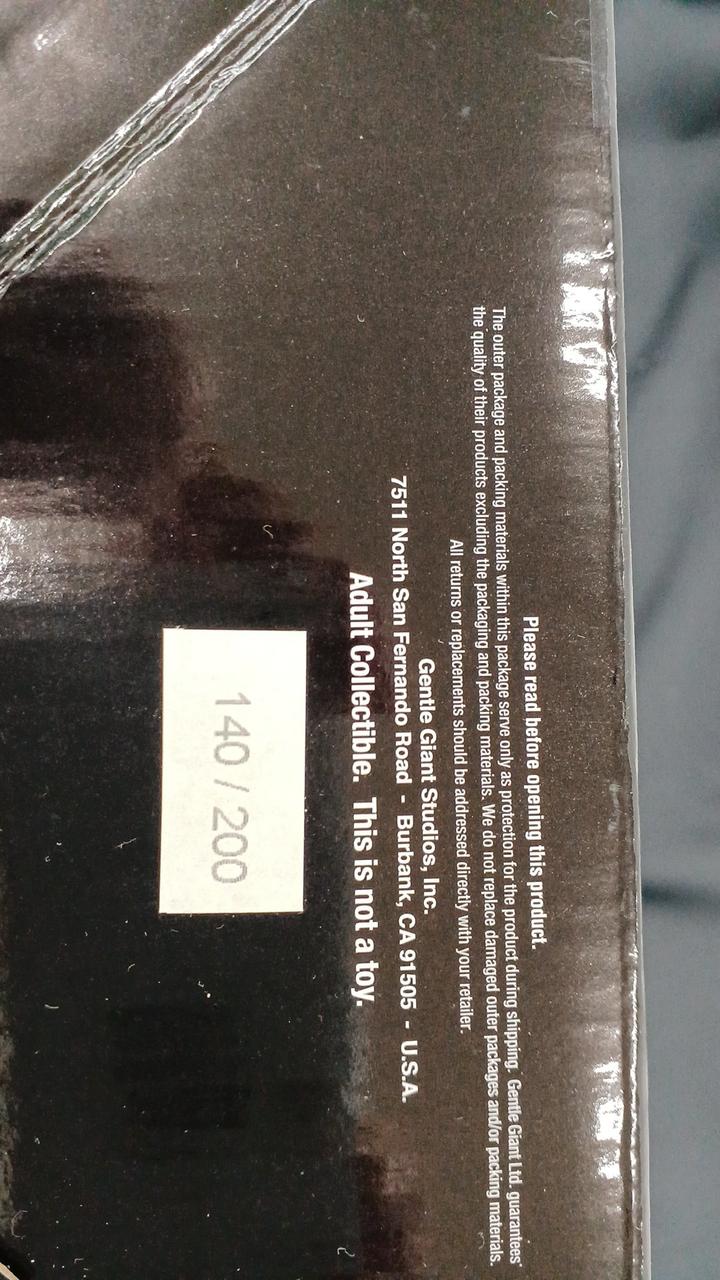 Please read before opening this product.
The outer package and packing materials within this package serve only as protection for the product during shipping. Gentle Giant Ltd. guarantees
the quality of their products excluding the packaging and packing materials. We do not replace damaged outer packages and/or packing materials.
All returns or replacements should be addressed directly with your retailer.
Gentle Giant Studios, Inc.
7511 North San Fernando Road - Burbank, CA 91505 - U.S.A.
Adult Collectible. This is not a toy.
140 / 200